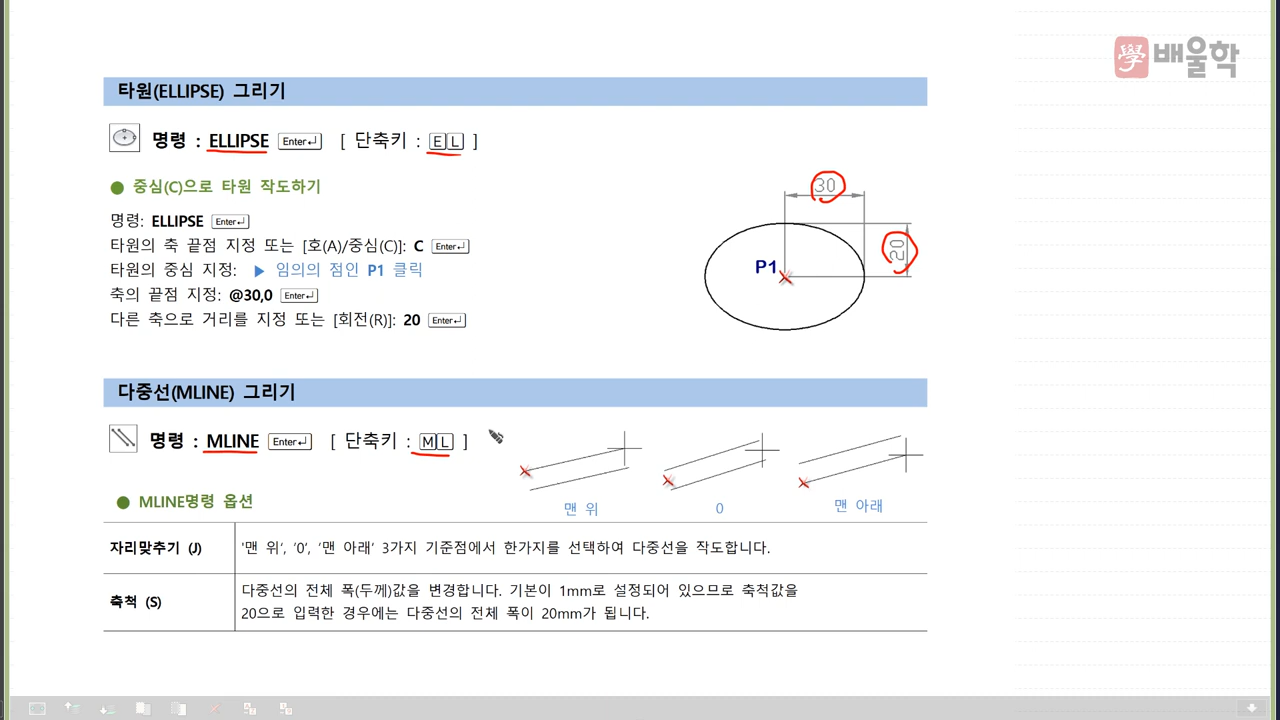 學 배울학
타원(ELLIPSE) 그리기
명령 : ELLIPSE Enter↵ [ 단축키 : E L ]
● 중심(C)으로 타원 작도하기
명령: ELLIPSE Enter↵
타원의 축 끝점 지정 또는 [호(A)/중심(C)]: C Enter↵
타원의 중심 지정: ▶ 임의의 점인 P1 클릭
축의 끝점 지정: @30,0 Enter↵
다른 축으로 거리를 지정 또는 [회전(R)]: 20 Enter↵
30
20
P1
다중선(MLINE) 그리기
명령 : MLINE Enter↵ [ 단축키 : M L ]
맨 위
0
맨 아래
● MLINE명령 옵션
자리맞추기 (J)
'맨 위', '0', '맨 아래' 3가지 기준점에서 한가지를 선택하여 다중선을 작도합니다.
축척 (S)
다중선의 전체 폭(두께)값을 변경합니다. 기본이 1mm로 설정되어 있으므로 축척값을
20으로 입력한 경우에는 다중선의 전체 폭이 20mm가 됩니다.